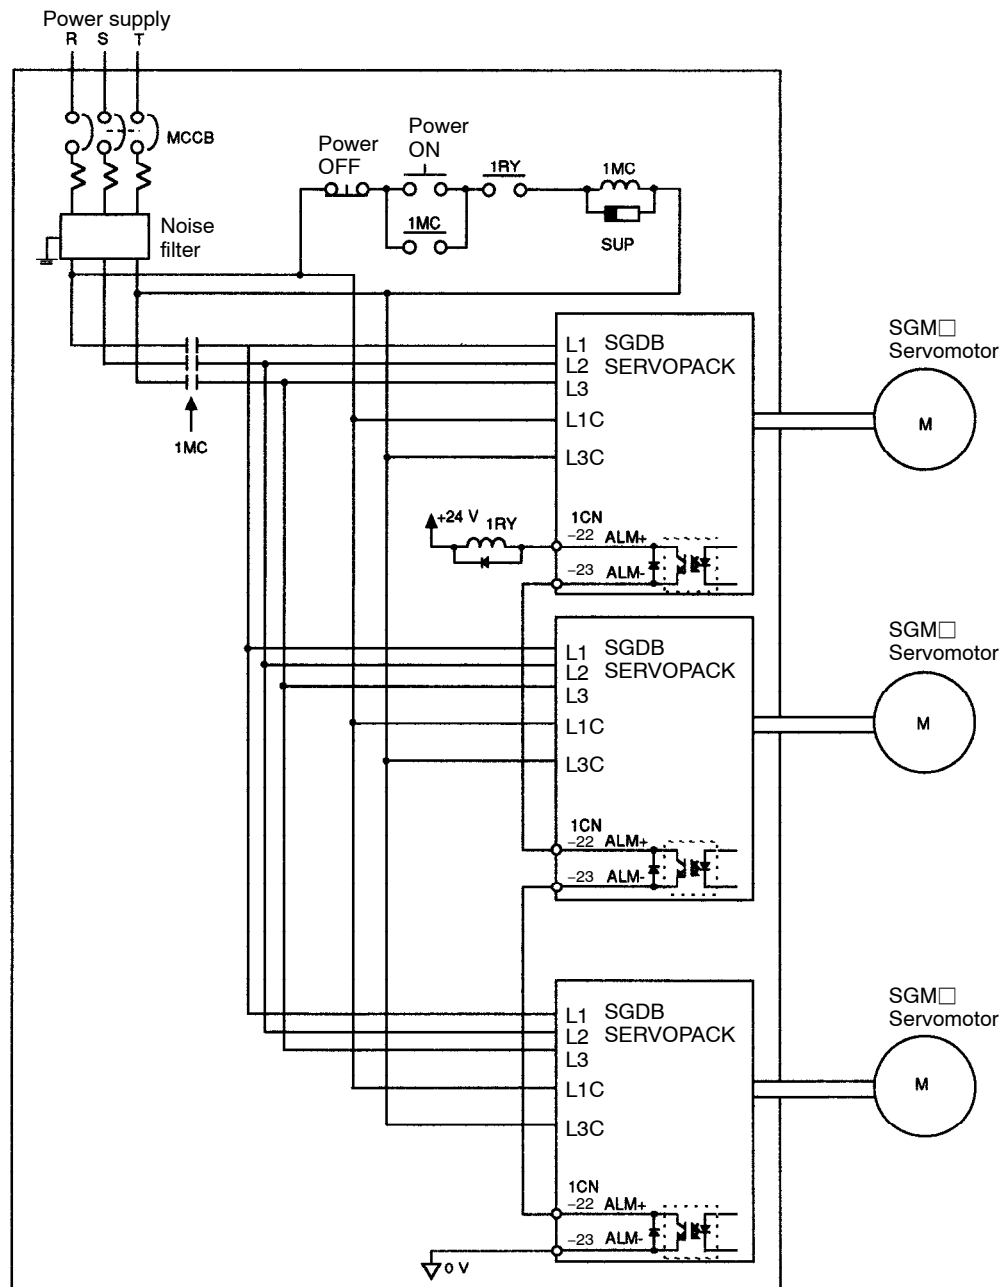 Power supply
R S T
MCCB
Power
OFF
Power
ON
1RY
1MC
1MC
SUP
Noise
filter
1MC
L1 SGDB
L2 SERVOPACK
L3
L1C
L3C
SGM□
Servomotor
M
+24 V 1RY
1CN
-22 ALM+
-23 ALM-
L1 SGDB
L2 SERVOPACK
L3
L1C
L3C
SGM□
Servomotor
M
1CN
-22 ALM+
-23 ALM-
L1 SGDB
L2 SERVOPACK
L3
L1C
L3C
SGM□
Servomotor
M
1CN
-22 ALM+
-23 ALM-
0 V